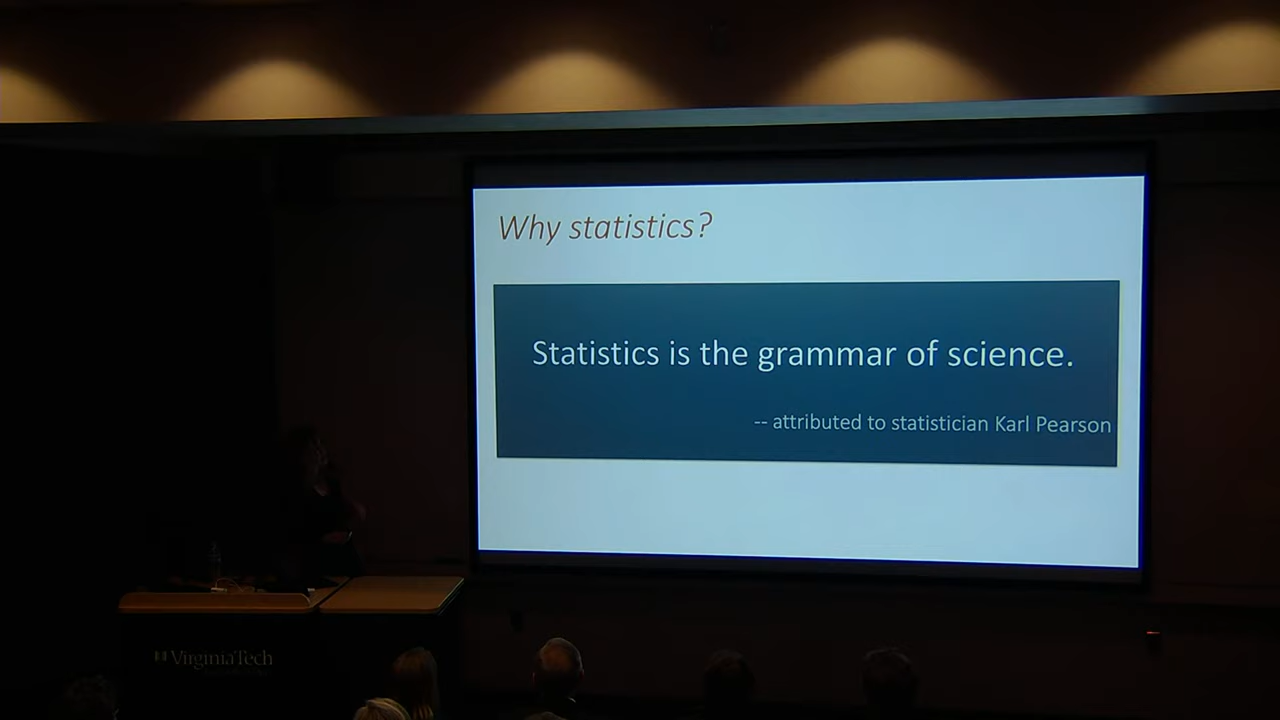 Why statistics?
Statistics is the grammar of science.
-- attributed to statistician Karl Pearson
VirginiaTech